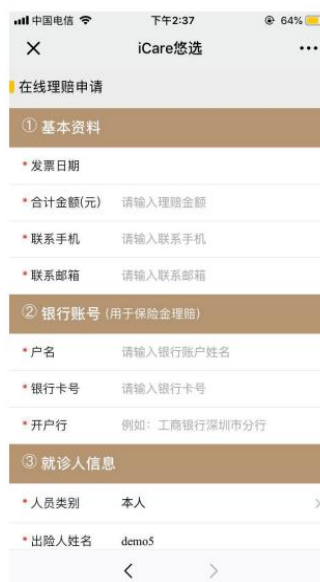 中国电信 下午2:37 64%
iCare悠选
在线理赔申请
① 基本资料
* 发票日期
* 合计金额(元) 请输入理赔金额
* 联系手机 请输入联系手机
* 联系邮箱 请输入联系邮箱
② 银行账号 (用于保险金理赔)
* 户名 请输入银行账户姓名
* 银行卡号 请输入银行卡号
* 开户行 例如：工商银行深圳市分行
③ 就诊人信息
* 人员类别 本人
* 出险人姓名 demo5